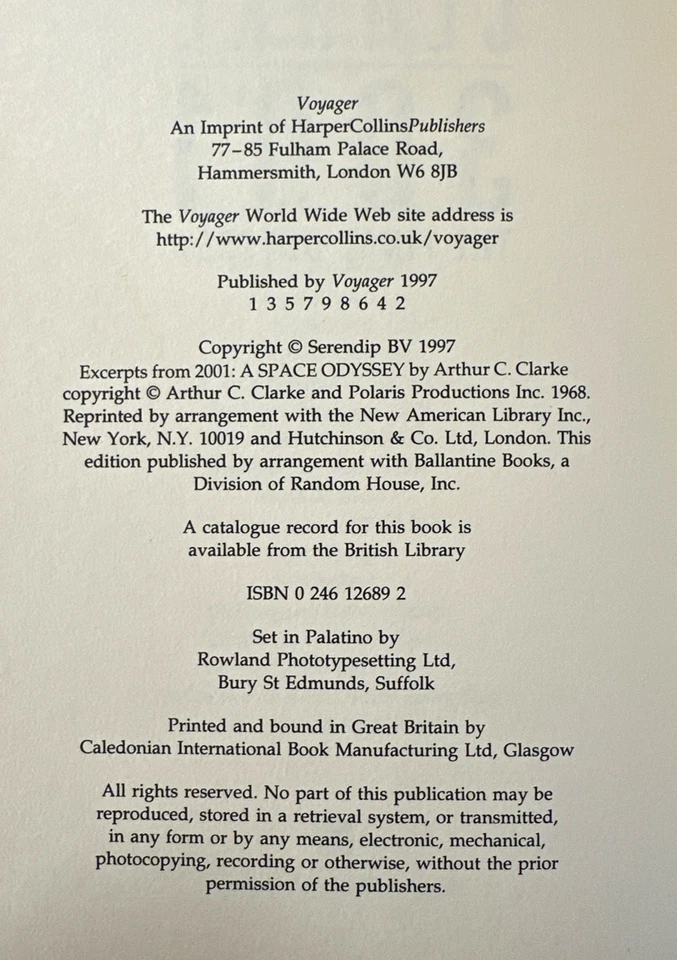 Voyager
An Imprint of HarperCollinsPublishers
77–85 Fulham Palace Road,
Hammersmith, London W6 8JB
The Voyager World Wide Web site address is
http://www.harpercollins.co.uk/voyager
Published by Voyager 1997
1 3 5 7 9 8 6 4 2
Copyright © Serendip BV 1997
Excerpts from 2001: A SPACE ODYSSEY by Arthur C. Clarke
copyright © Arthur C. Clarke and Polaris Productions Inc. 1968.
Reprinted by arrangement with the New American Library Inc.,
New York, N.Y. 10019 and Hutchinson & Co. Ltd, London. This
edition published by arrangement with Ballantine Books, a
Division of Random House, Inc.
A catalogue record for this book is
available from the British Library
ISBN 0 246 12689 2
Set in Palatino by
Rowland Phototypesetting Ltd,
Bury St Edmunds, Suffolk
Printed and bound in Great Britain by
Caledonian International Book Manufacturing Ltd, Glasgow
All rights reserved. No part of this publication may be
reproduced, stored in a retrieval system, or transmitted,
in any form or by any means, electronic, mechanical,
photocopying, recording or otherwise, without the prior
permission of the publishers.